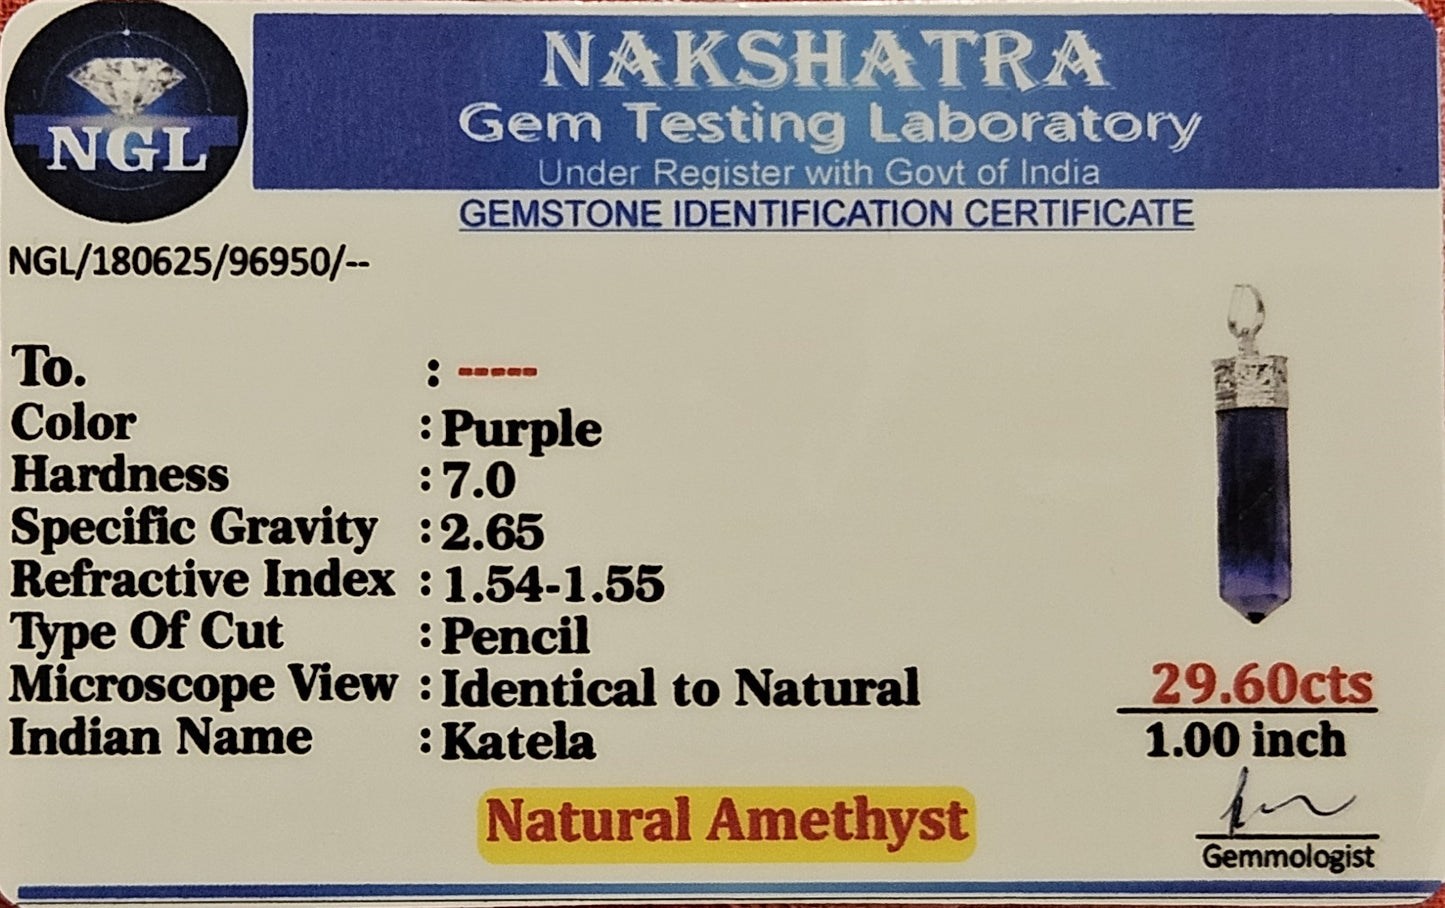 NGL
NAKSHATRA
Gem Testing Laboratory
Under Register with Govt of India
GEMSTONE IDENTIFICATION CERTIFICATE
NGL/180625/96950/--
To. : -----
Color : Purple
Hardness : 7.0
Specific Gravity : 2.65
Refractive Index : 1.54-1.55
Type Of Cut : Pencil
Microscope View : Identical to Natural
Indian Name : Katela
29.60cts
1.00 inch
Natural Amethyst
Gemmologist